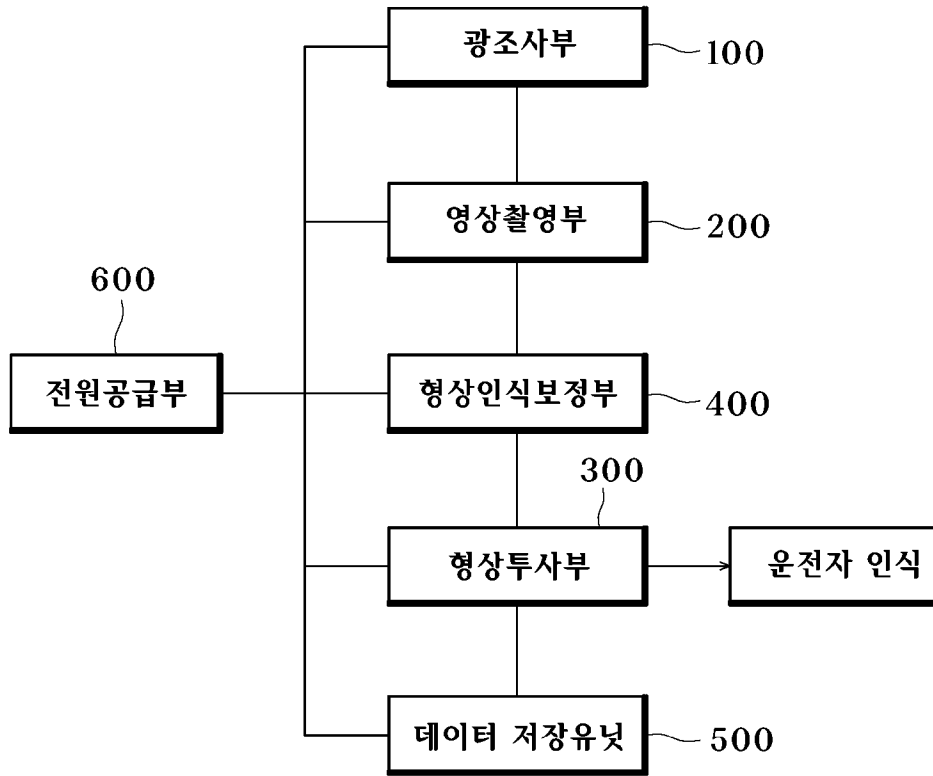 광조사부
100
영상촬영부
200
600
전원공급부
형상인식보정부
400
300
형상투사부
운전자 인식
데이터 저장유닛
500